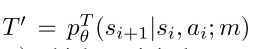 T′ = p_θ^T(s_{i+1}|s_i, a_i; m)